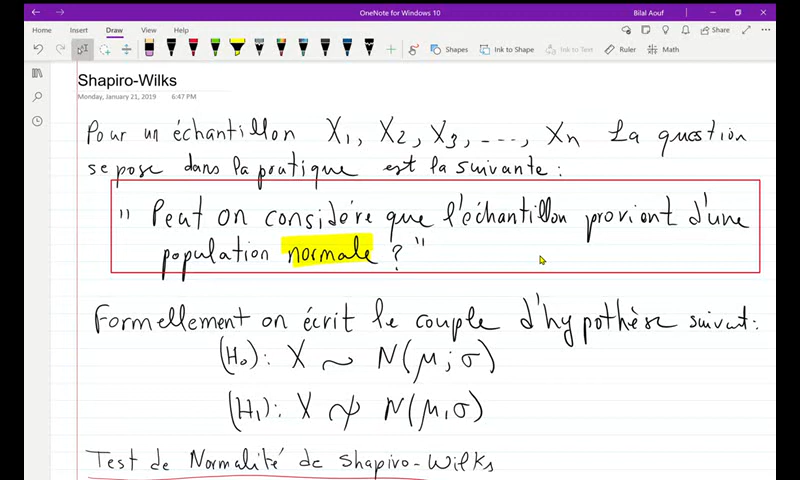 OneNote for Windows 10
Bilal Aouf
Home Insert Draw View Help
Share
Shapes Ink to Shape Ink to Text Ruler Math
Shapiro-Wilks
Monday, January 21, 2019 6:47 PM
Pour un échantillon X1, X2, X3, ...., Xn La question
se pose dans la pratique est la suivante :
" Peut on considére que l'échantillon provient d'une
population normale ? "
Formellement on écrit le couple d'hypothèse suivant :
(H0) : X ~ N(μ ; σ)
(H1) : X ≁ N(μ, σ)
Test de Normalité de Shapiro-Wilks